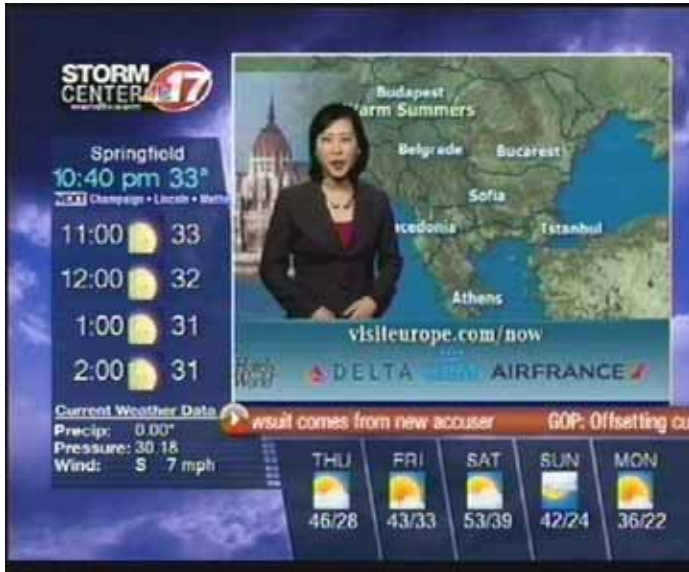 STORM
CENTER 17
Springfield
10:40 pm 33°
NEXT Champaign • Lincoln •
11:00 33
12:00 32
1:00 31
2:00 31
Current Weather Data
Precip: 0.00"
Pressure: 30.18
Wind: S 7 mph
Budapest
Warm Summers
Belgrade Bucarest
Sofia
acedonia Istanbul
Athens
visiteurope.com/now
DELTA AIRFRANCE
wsuit comes from new accuser GOP: Offsetting cu
THU FRI SAT SUN MON
46/28 43/33 53/39 42/24 36/22